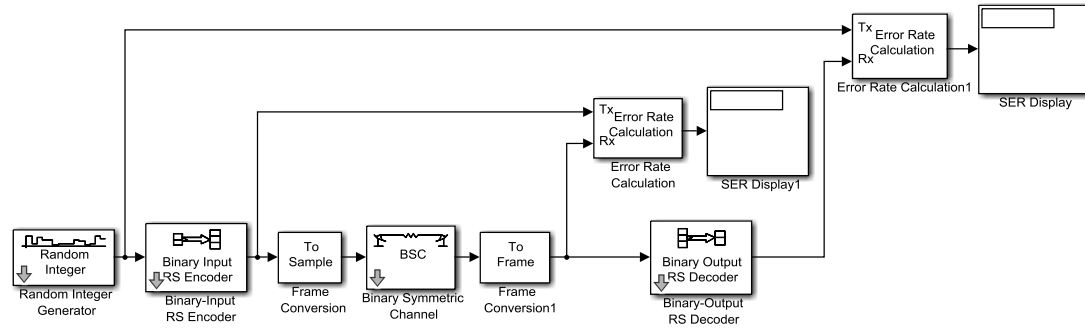 Tx
Error Rate
Calculation
Rx
Error Rate Calculation1
SER Display
Tx
Error Rate
Calculation
Rx
Error Rate
Calculation
SER Display1
Random
Integer
Random Integer
Generator
Binary Input
RS Encoder
Binary-Input
RS Encoder
To
Sample
Frame
Conversion
BSC
Binary Symmetric
Channel
To
Frame
Frame
Conversion1
Binary Output
RS Decoder
Binary-Output
RS Decoder